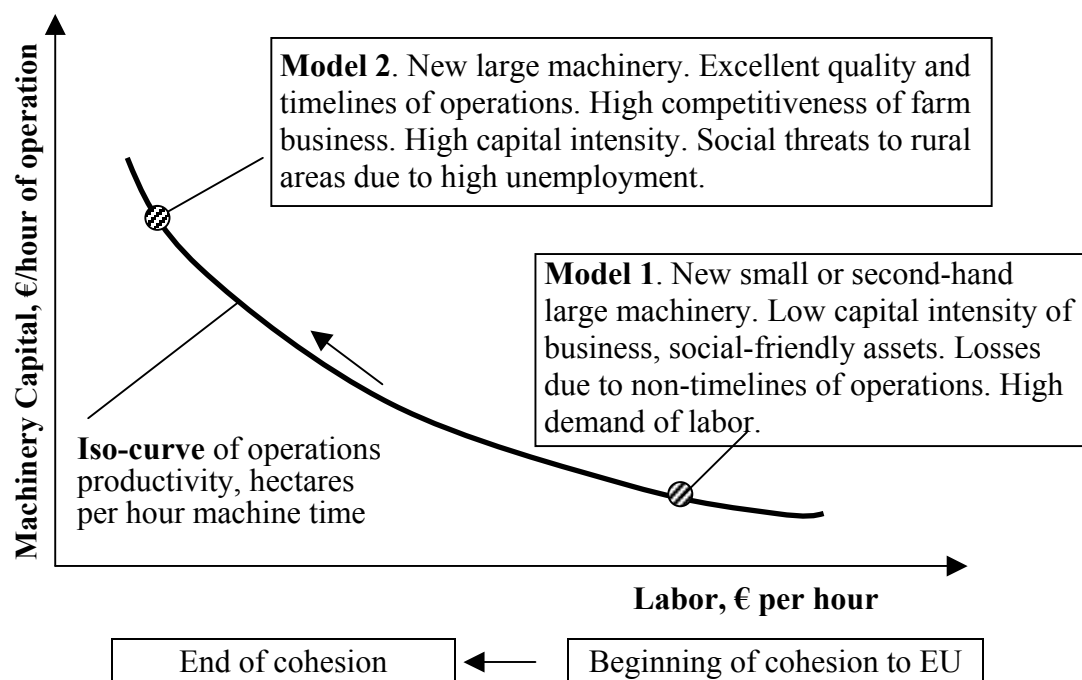 Machinery Capital, €/hour of operation
Model 2. New large machinery. Excellent quality and
timelines of operations. High competitiveness of farm
business. High capital intensity. Social threats to rural
areas due to high unemployment.
Model 1. New small or second-hand
large machinery. Low capital intensity of
business, social-friendly assets. Losses
due to non-timelines of operations. High
demand of labor.
Iso-curve of operations
productivity, hectares
per hour machine time
Labor, € per hour
End of cohesion
Beginning of cohesion to EU